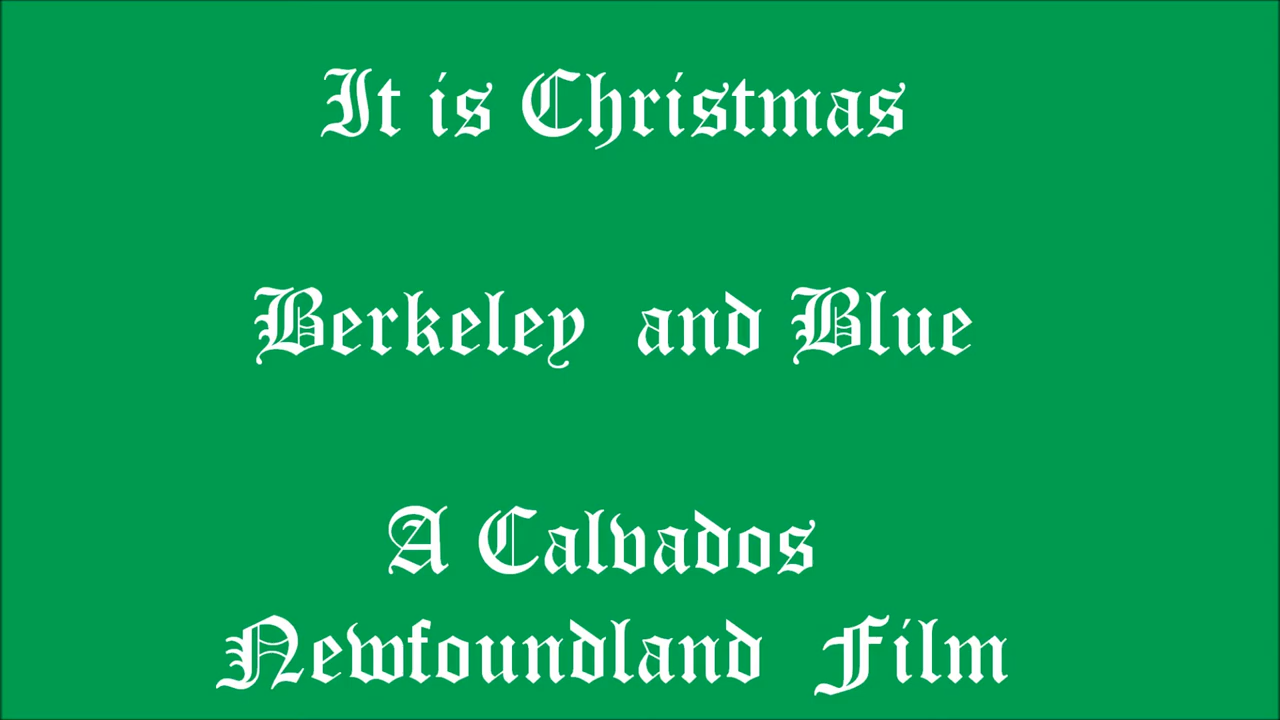 It is Christmas
Berkeley and Blue
A Calvados
Newfoundland Film